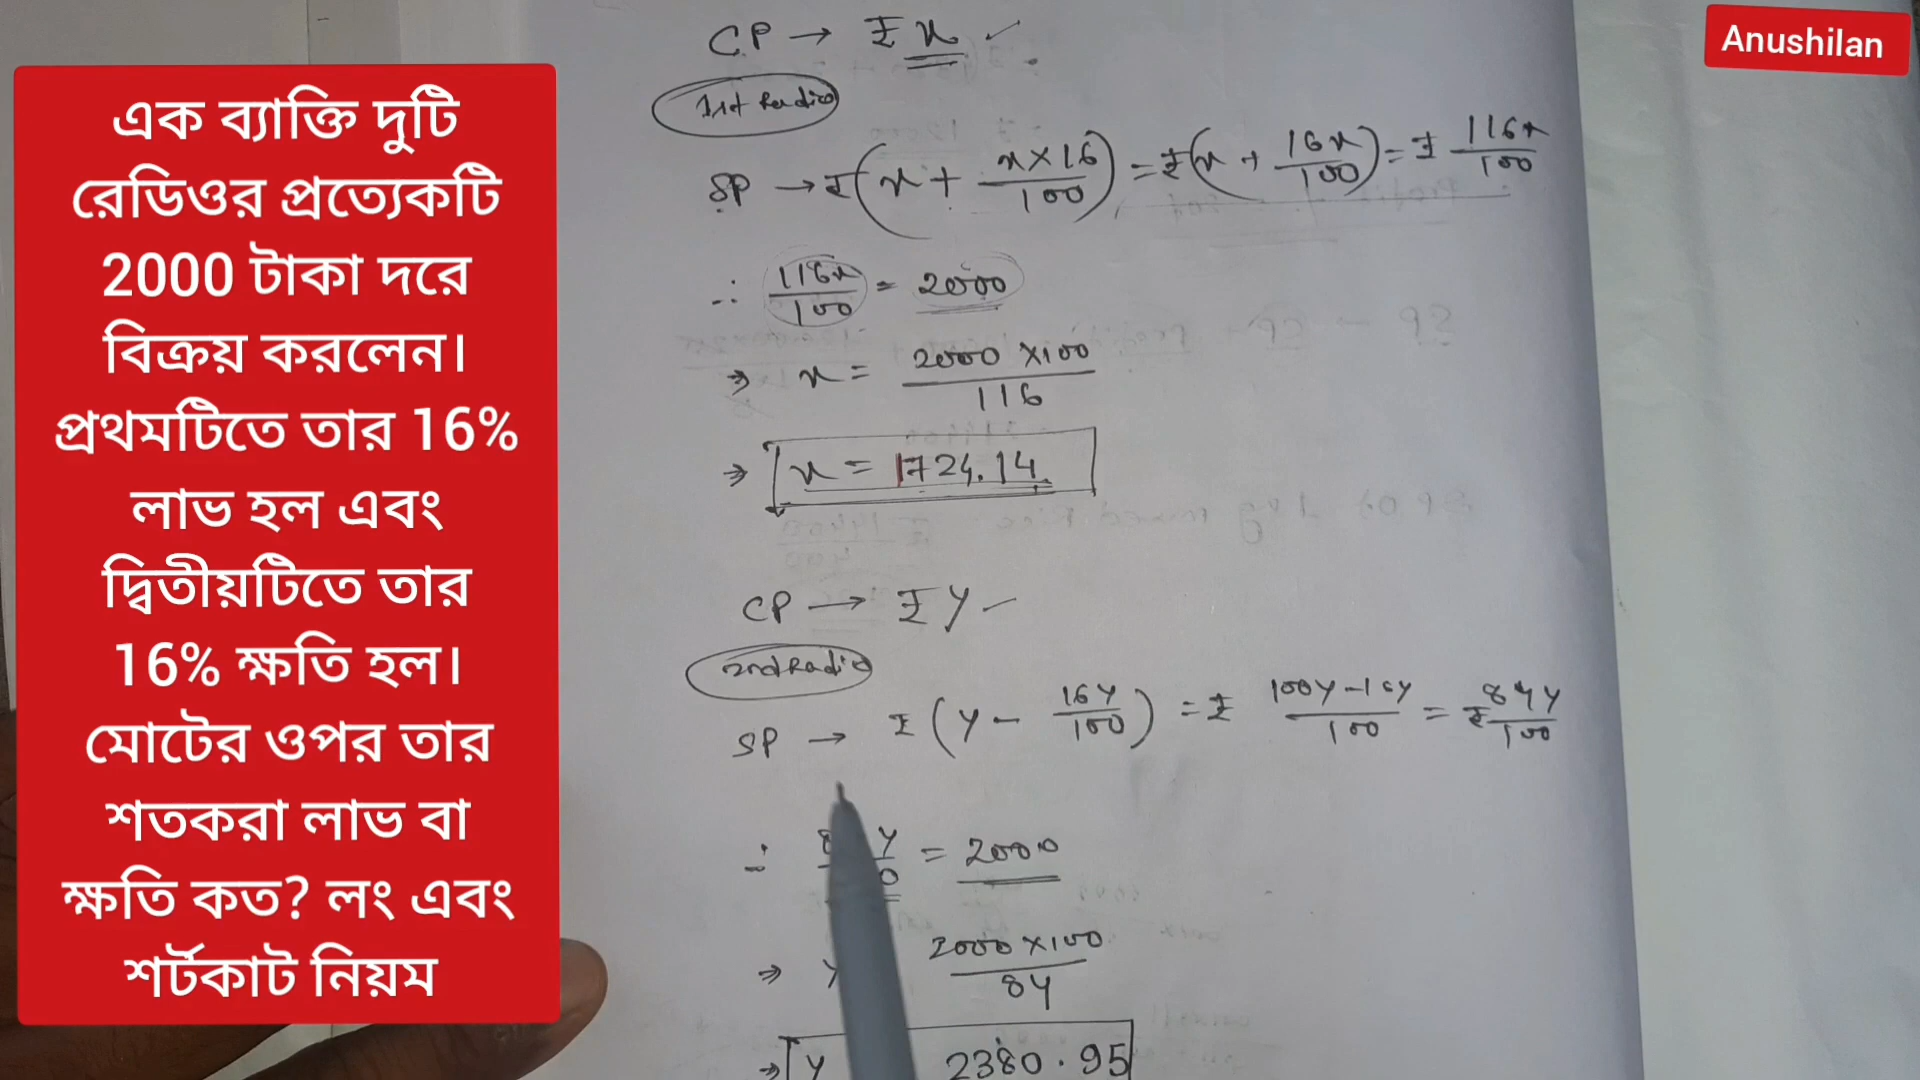 Anushilan
এক ব্যাক্তি দুটি
রেডিওর প্রত্যেকটি
2000 টাকা দরে
বিক্রয় করলেন।
প্রথমটিতে তার 16%
লাভ হল এবং
দ্বিতীয়টিতে তার
16% ক্ষতি হল।
মোটের ওপর তার
শতকরা লাভ বা
ক্ষতি কত? লং এবং
শর্টকাট নিয়ম
CP → ₹ x
1st Radio
SP → ₹ (x + x×16/100) = ₹ (x + 16x/100) = ₹ 116x/100
∴ 116x/100 = 2000
⇒ x = 2000 ×100/116
⇒ x = 1724.14
CP → ₹ y
2nd Radio
SP → ₹ (y - 16y/100) = ₹ 100y-16y/100 = ₹ 84y/100
∴ = 2000
⇒ 2000 ×100/84
⇒ y 2380.95